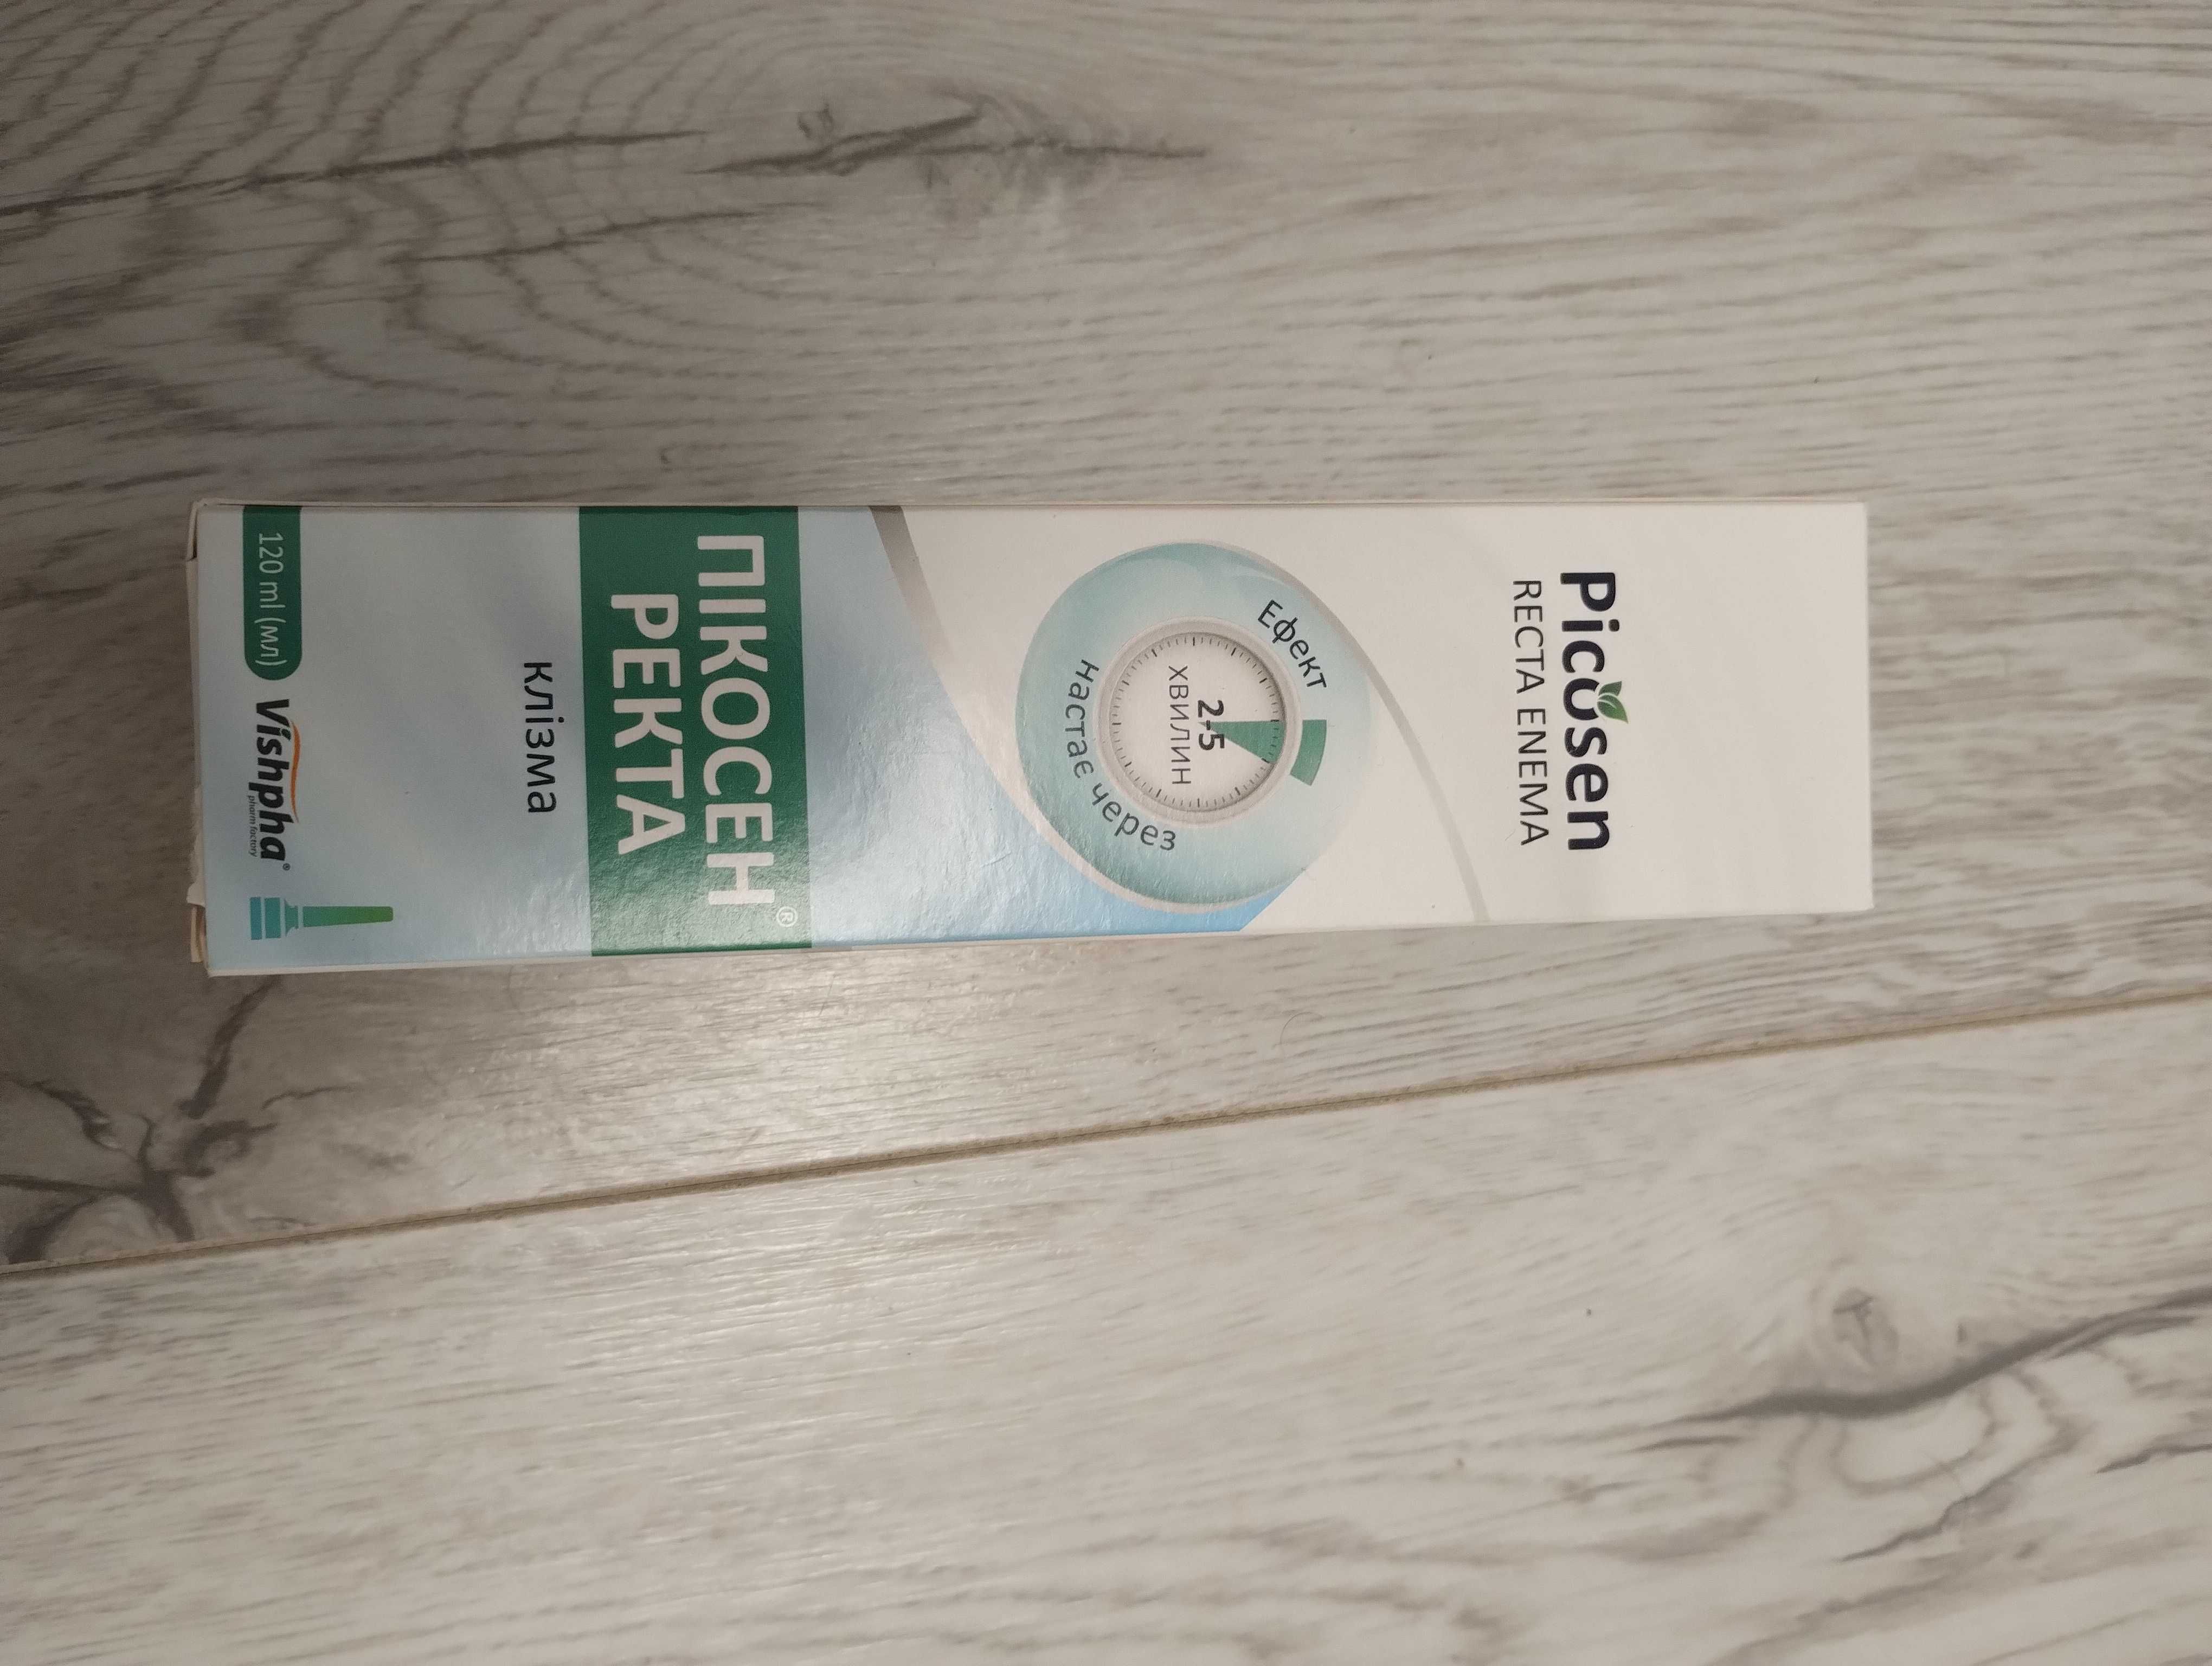 Picosen
RECTA ENEMA
Ефект
настає через
2-5
ХВИЛИН
ПІКОСЕН®
РЕКТА
клізма
120 ml (мл)
Vishpha®
pharm factory